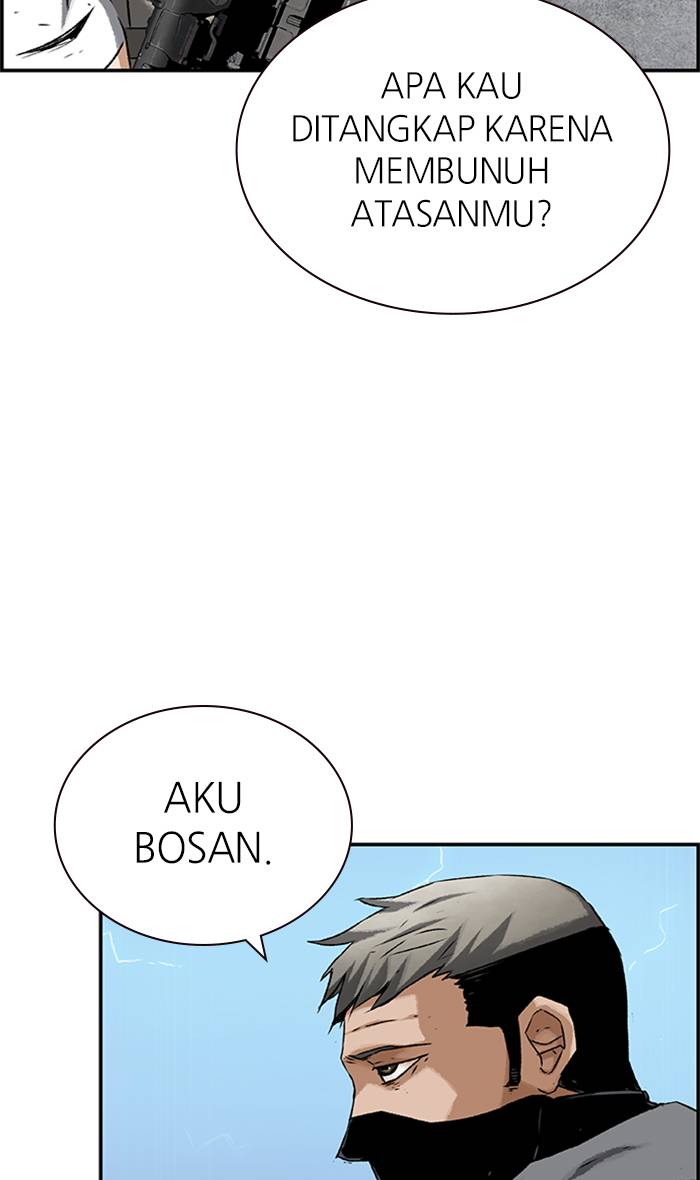 APA KAU
DITANGKAP KARENA
MEMBUNUH
ATASANMU?
AKU
BOSAN.